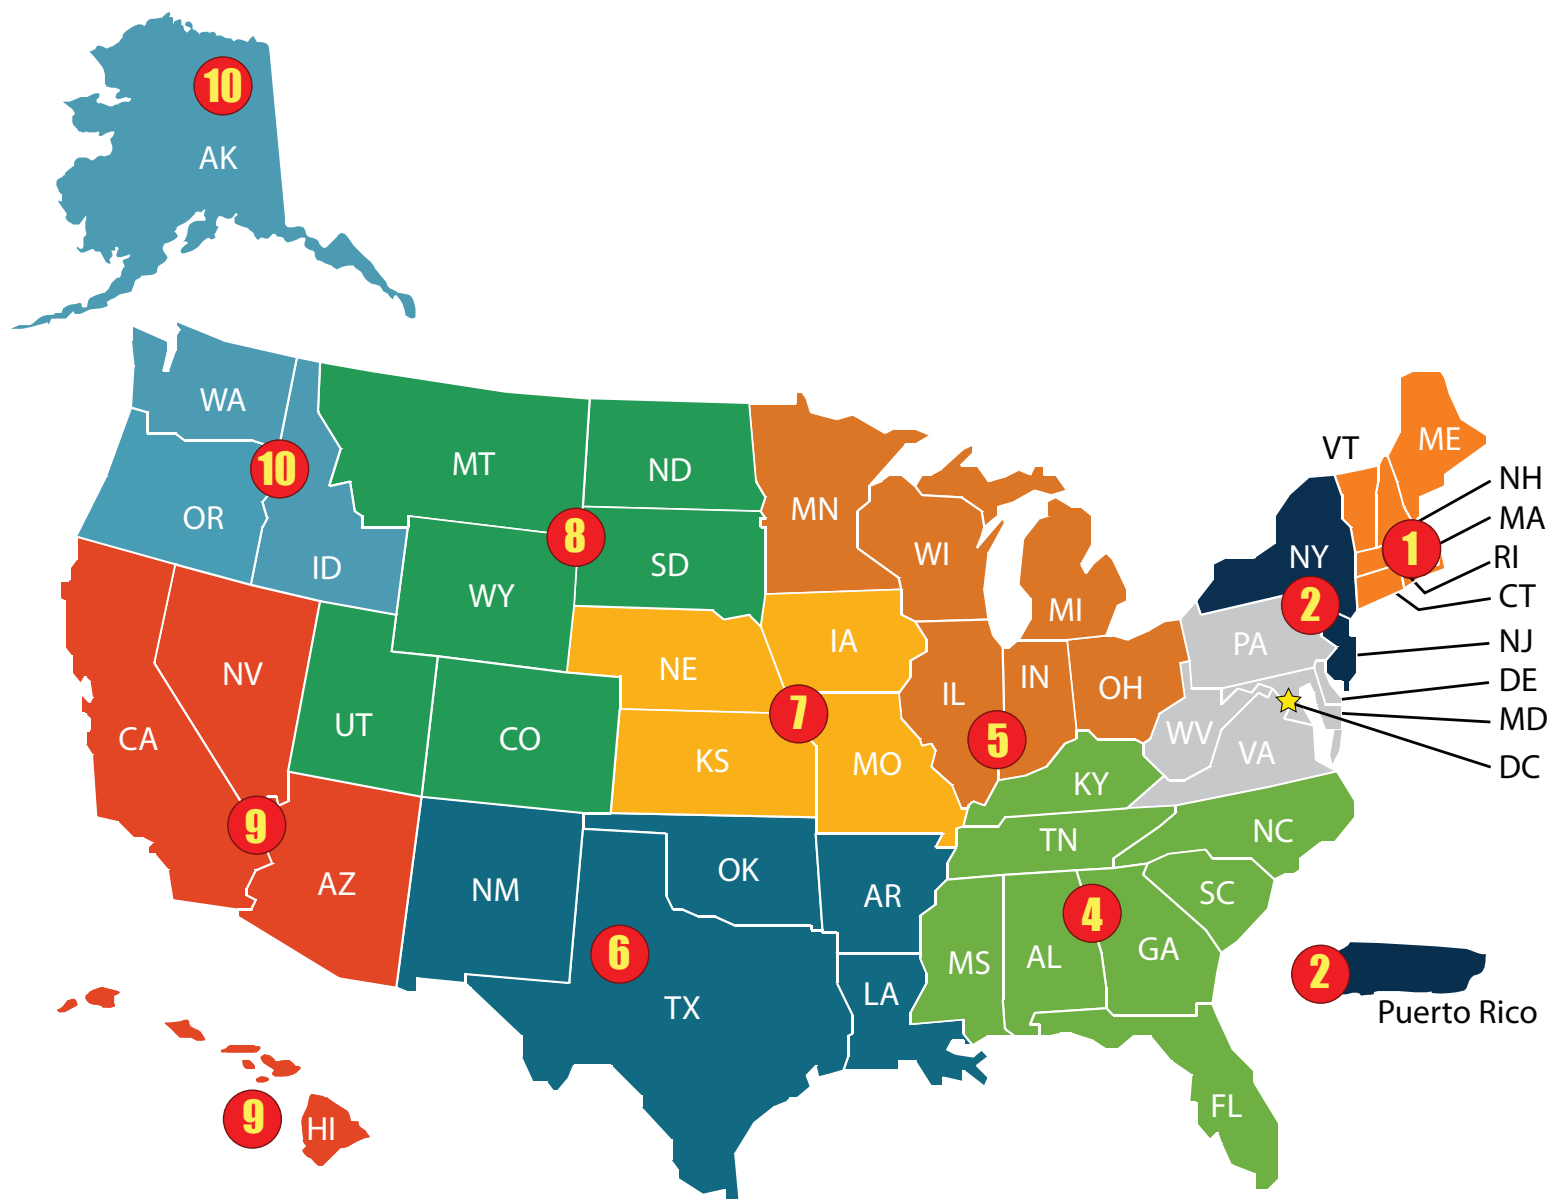 10
AK
WA
10
OR
ID
MT
ND
8
WY
SD
MN
WI
MI
VT
ME
NH
MA
1
RI
CT
NY
2
PA
NJ
DE
MD
DC
NV
CA
UT
CO
NE
IA
7
KS
MO
IL
IN
OH
5
WV
VA
KY
TN
NC
SC
9
AZ
NM
OK
AR
6
TX
LA
MS
AL
4
GA
FL
2
Puerto Rico
9
HI